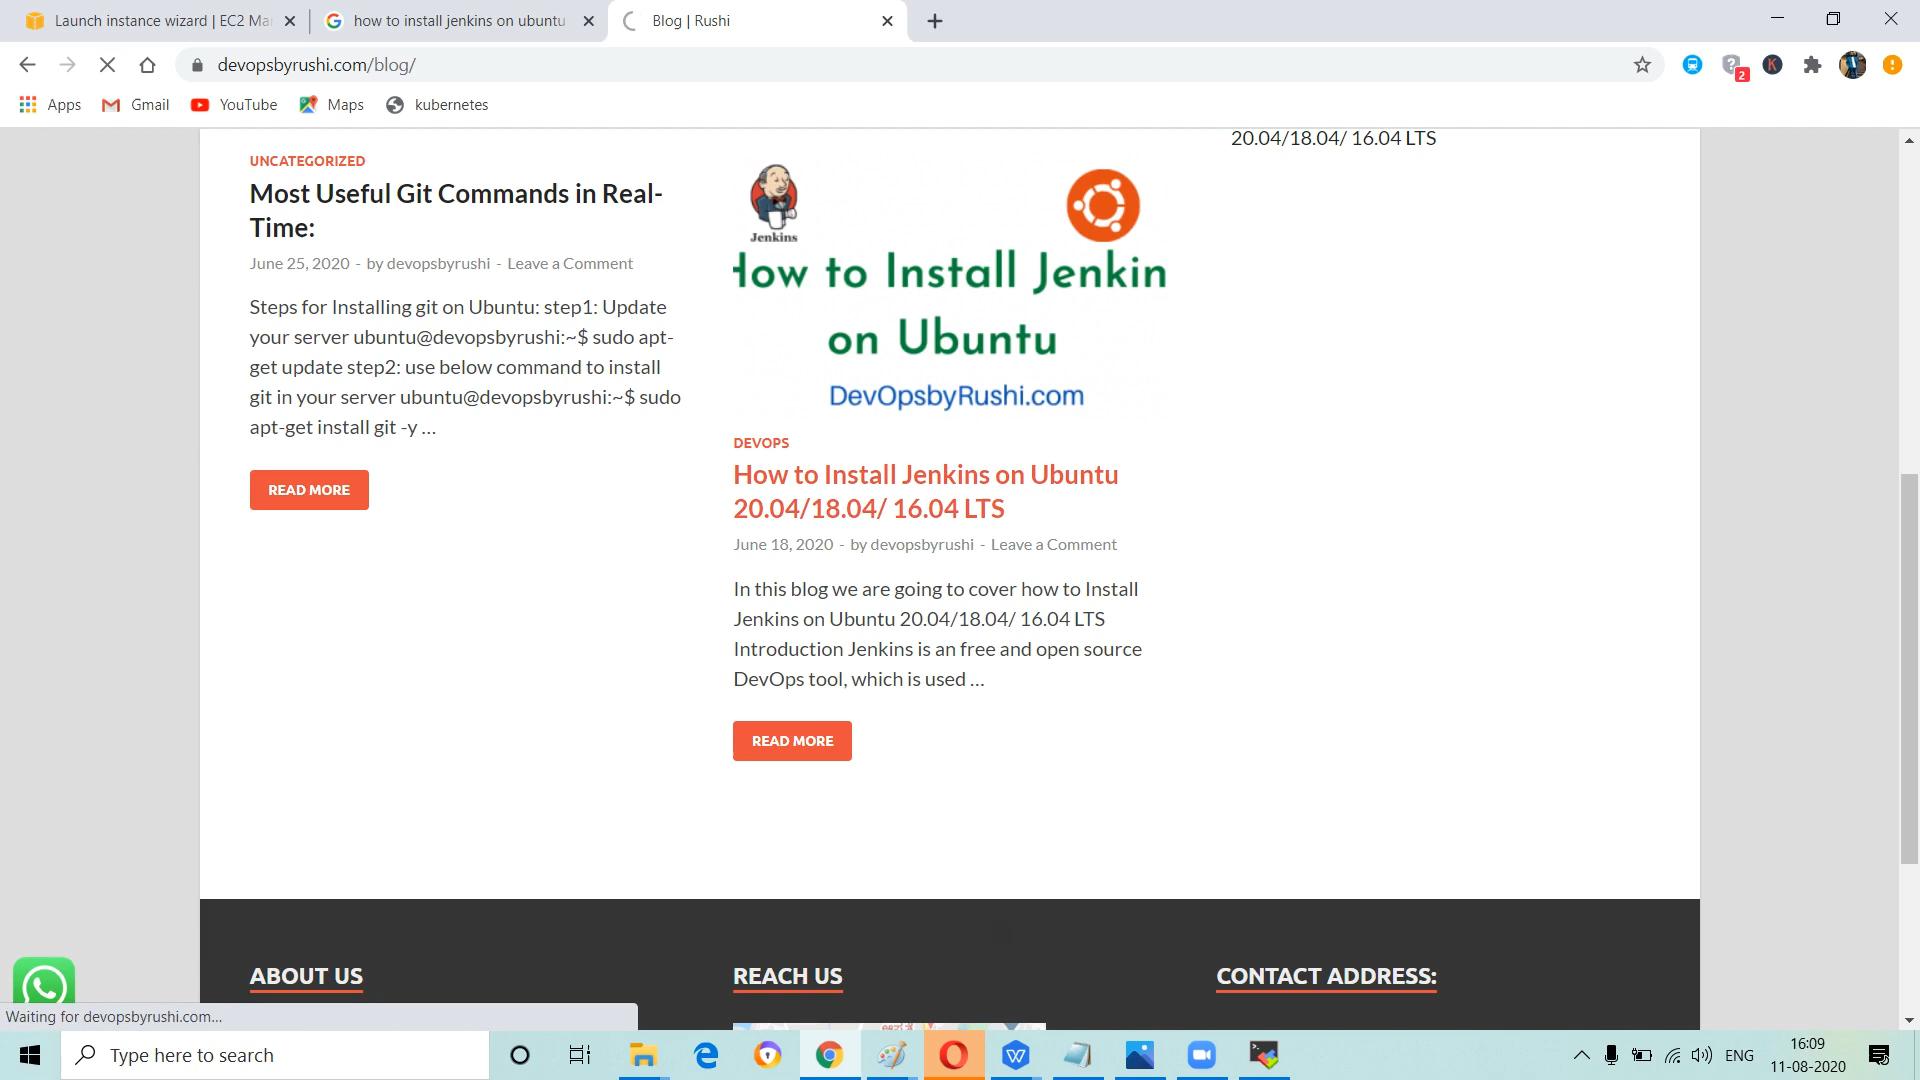 Launch instance wizard | EC2 Ma
how to install jenkins on ubuntu
Blog | Rushi
devopsbyrushi.com/blog/
2
K
Apps
Gmail
YouTube
Maps
kubernetes
UNCATEGORIZED
Most Useful Git Commands in Real-
Time:
June 25, 2020 - by devopsbyrushi - Leave a Comment
Steps for Installing git on Ubuntu: step1: Update
your server ubuntu@devopsbyrushi:~$ sudo apt-
get update step2: use below command to install
git in your server ubuntu@devopsbyrushi:~$ sudo
apt-get install git -y …
READ MORE
Jenkins
How to Install Jenkin
on Ubuntu
DevOpsbyRushi.com
DEVOPS
How to Install Jenkins on Ubuntu
20.04/18.04/ 16.04 LTS
June 18, 2020 - by devopsbyrushi - Leave a Comment
In this blog we are going to cover how to Install
Jenkins on Ubuntu 20.04/18.04/ 16.04 LTS
Introduction Jenkins is an free and open source
DevOps tool, which is used …
READ MORE
20.04/18.04/ 16.04 LTS
ABOUT US
REACH US
CONTACT ADDRESS:
Waiting for devopsbyrushi.com...
Type here to search
ENG
16:09
11-08-2020